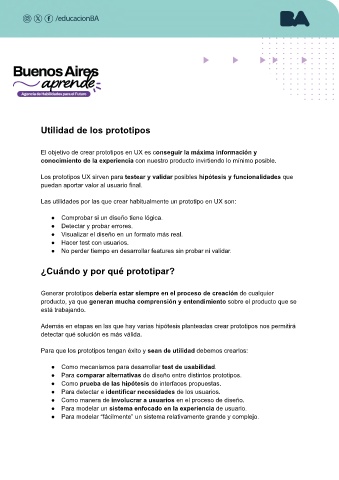 /educacionBA
BA
Buenos Aires
aprende
Agencia de Habilidades para el Futuro
Utilidad de los prototipos
El objetivo de crear prototipos en UX es conseguir la máxima información y
conocimiento de la experiencia con nuestro producto invirtiendo lo mínimo posible.
Los prototipos UX sirven para testear y validar posibles hipótesis y funcionalidades que
puedan aportar valor al usuario final.
Las utilidades por las que crear habitualmente un prototipo en UX son:
● Comprobar si un diseño tiene lógica.
● Detectar y probar errores.
● Visualizar el diseño en un formato más real.
● Hacer test con usuarios.
● No perder tiempo en desarrollar features sin probar ni validar.
¿Cuándo y por qué prototipar?
Generar prototipos debería estar siempre en el proceso de creación de cualquier
producto, ya que generan mucha comprensión y entendimiento sobre el producto que se
está trabajando.
Además en etapas en las que hay varias hipótesis planteadas crear prototipos nos permitirá
detectar qué solución es más válida.
Para que los prototipos tengan éxito y sean de utilidad debemos crearlos:
● Como mecanismos para desarrollar test de usabilidad.
● Para comparar alternativas de diseño entre distintos prototipos.
● Como prueba de las hipótesis de interfaces propuestas.
● Para detectar e identificar necesidades de los usuarios.
● Como manera de involucrar a usuarios en el proceso de diseño.
● Para modelar un sistema enfocado en la experiencia de usuario.
● Para modelar “fácilmente” un sistema relativamente grande y complejo.